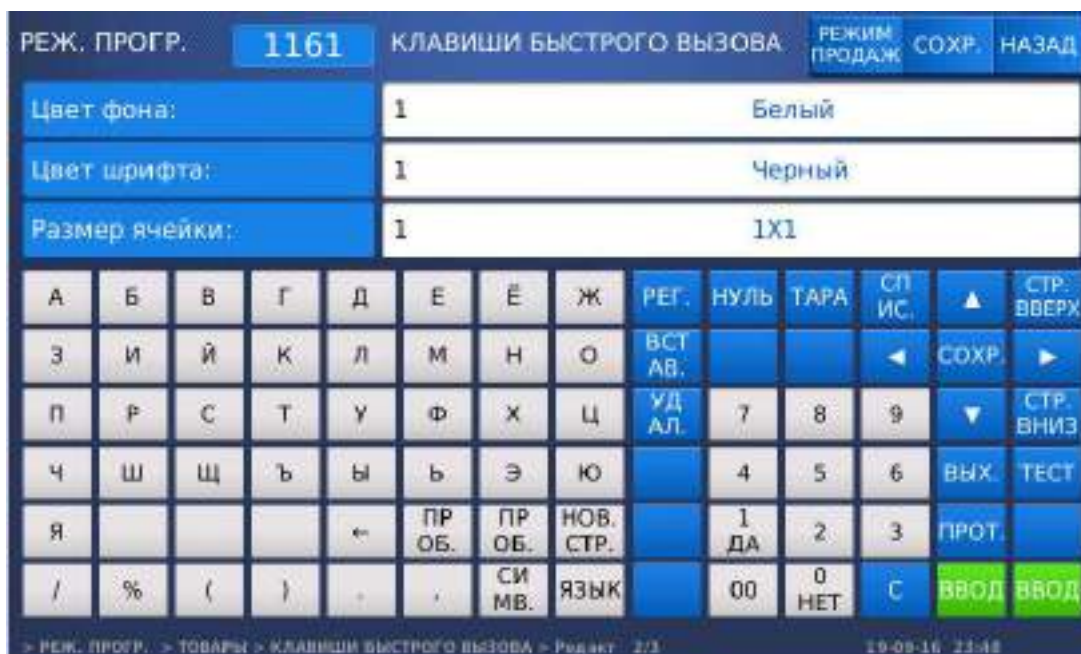 РЕЖ. ПРОГР. 1161 КЛАВИШИ БЫСТРОГО ВЫЗОВА РЕЖИМ ПРОДАЖ СОХР. НАЗАД
Цвет фона: 1 Белый
Цвет шрифта: 1 Черный
Размер ячейки: 1 1X1
А Б В Г Д Е Ё Ж РЕГ. НУЛЬ ТАРА СП ИС. ▲ СТР. ВВЕРХ
З И Й К Л М Н О ВСТ АВ. ◀ СОХР. ▶
П Р С Т У Ф Х Ц УД АЛ. 7 8 9 ▼ СТР. ВНИЗ
Ч Ш Щ Ъ Ы Ь Э Ю 4 5 6 ВЫХ. ТЕСТ
Я ← ПР ОБ. ПР ОБ. НОВ. СТР. 1 ДА 2 3 ПРОТ.
/ % ( ) . , СИ МВ. ЯЗЫК 00 0 НЕТ С ВВОД ВВОД
> РЕЖ. ПРОГР. > ТОВАРЫ > КЛАВИШИ БЫСТРОГО ВЫЗОВА > Редакт 2/3 19-09-16 23:48